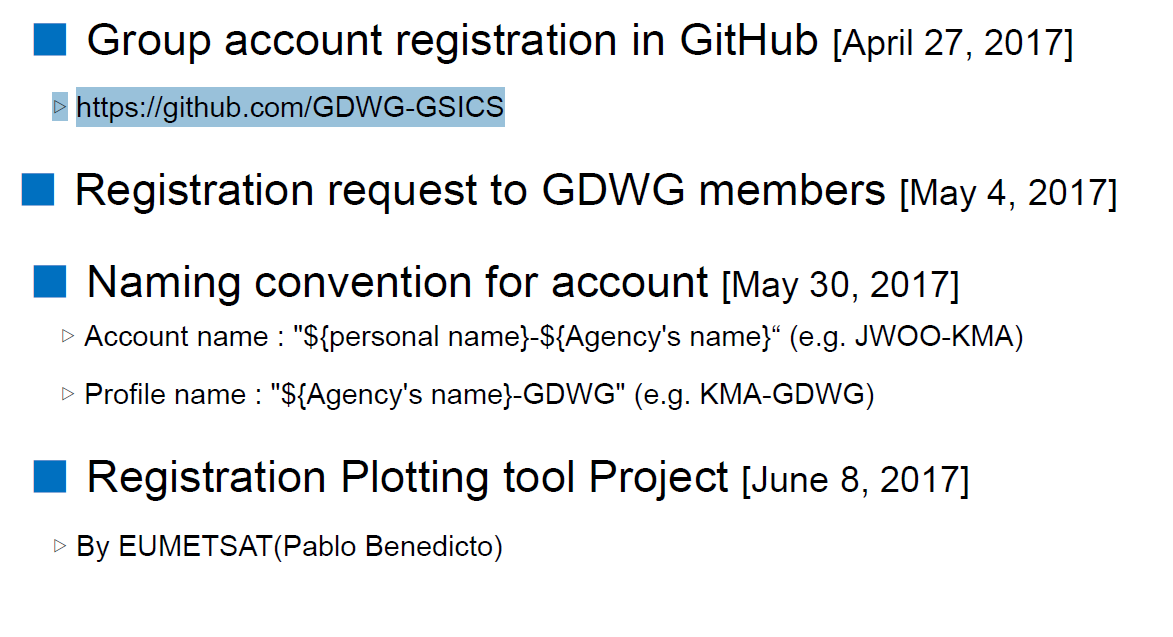 Group account registration in GitHub [April 27, 2017]
https://github.com/GDWG-GSICS
Registration request to GDWG members [May 4, 2017]
Naming convention for account [May 30, 2017]
Account name : "${personal name}-${Agency's name}“ (e.g. JWOO-KMA)
Profile name : "${Agency's name}-GDWG" (e.g. KMA-GDWG)
Registration Plotting tool Project [June 8, 2017]
By EUMETSAT(Pablo Benedicto)